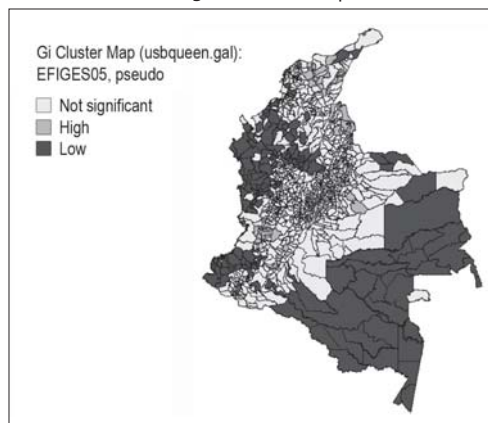 Gi Cluster Map (usbqueen.gal):
EFIGES05, pseudo
Not significant
High
Low